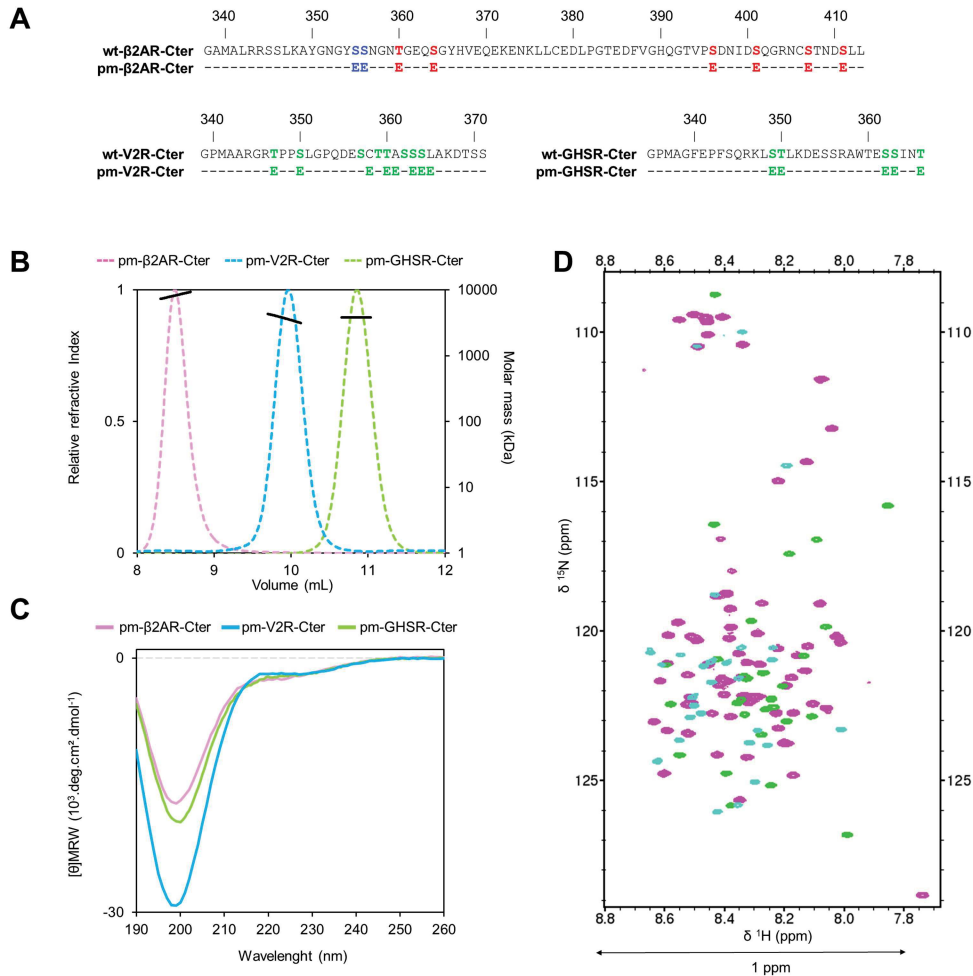 A
340 350 360 370 380 390 400 410
wt-β2AR-Cter GAMALRRSSLKAYGNGYSSNGNTGEQSGYHVEQEKENKLLCEDLPGTEDFVGHQGTVPSDNIDSQGRNCSTNDSLL
pm-β2AR-Cter -----------------EE---E---E-------------------------------E----E-----E---E--
340 350 360 370
wt-V2R-Cter GPMAARGRTPPSLGPQDESCTTASSSLAKDTSS
pm-V2R-Cter --------E--E-------E-EE-EEE------
340 350 360
wt-GHSR-Cter GPMAGFEPFSQRKLSTLKDESSRAWTESSINT
pm-GHSR-Cter --------------EE-----------EE--E
B
pm-β2AR-Cter pm-V2R-Cter pm-GHSR-Cter
Relative refractive Index
1
0.5
0
Molar mass (kDa)
10000
1000
100
10
1
8 9 10 11 12
Volume (mL)
C
pm-β2AR-Cter pm-V2R-Cter pm-GHSR-Cter
[θ]MRW (10³.deg.cm².dmol⁻¹)
0
-30
190 200 210 220 230 240 250 260
Wavelenght (nm)
D
8.8 8.6 8.4 8.2 8.0 7.8
110 110
115 115
120 120
125 125
δ ¹⁵N (ppm)
8.8 8.6 8.4 8.2 8.0 7.8
δ ¹H (ppm)
1 ppm